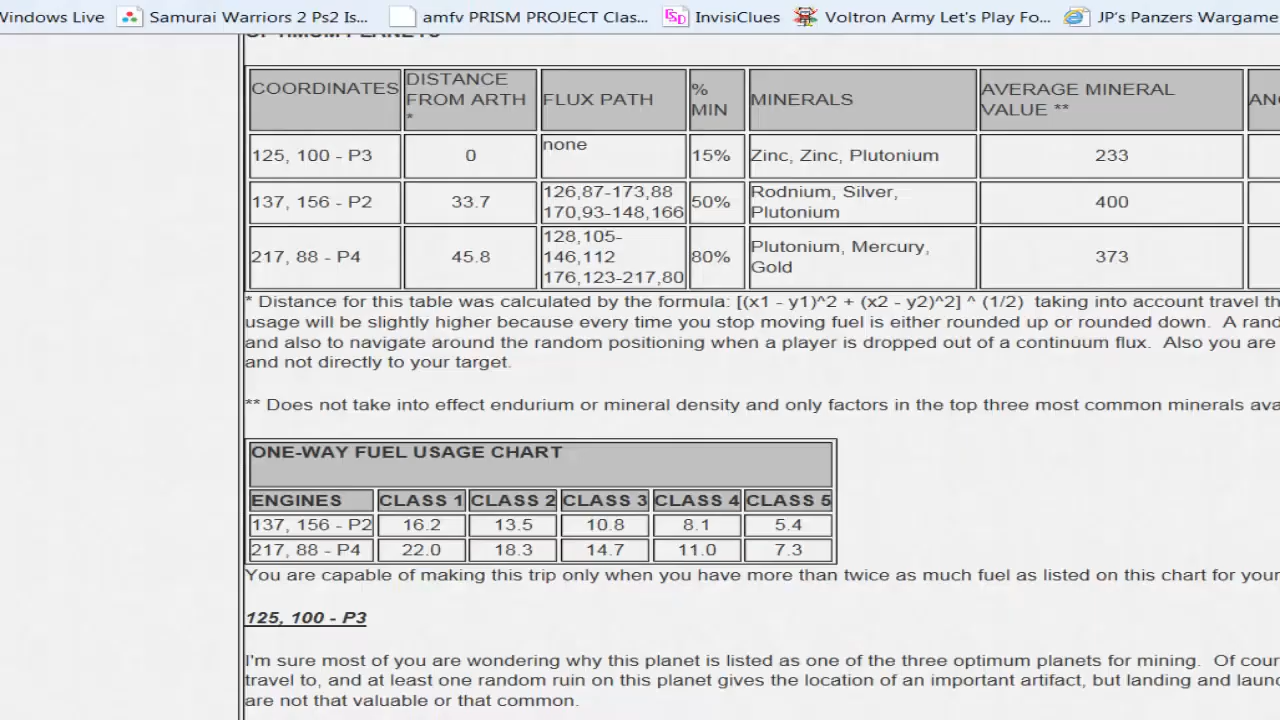 Windows Live Samurai Warriors 2 Ps2 Is... amfv PRISM PROJECT Clas... InvisiClues Voltron Army Let's Play Fo... JP's Panzers Wargame
OPTIMUM PLANETS
COORDINATES DISTANCE FROM ARTH * FLUX PATH % MIN MINERALS AVERAGE MINERAL VALUE ** ANG
125, 100 - P3 0 none 15% Zinc, Zinc, Plutonium 233
137, 156 - P2 33.7 126,87-173,88 170,93-148,166 50% Rodnium, Silver, Plutonium 400
217, 88 - P4 45.8 128,105-146,112 176,123-217,80 80% Plutonium, Mercury, Gold 373
* Distance for this table was calculated by the formula: [(x1 - y1)^2 + (x2 - y2)^2] ^ (1/2) taking into account travel th
usage will be slightly higher because every time you stop moving fuel is either rounded up or rounded down. A rand
and also to navigate around the random positioning when a player is dropped out of a continuum flux. Also you are
and not directly to your target.
** Does not take into effect endurium or mineral density and only factors in the top three most common minerals ava
ONE-WAY FUEL USAGE CHART
ENGINES CLASS 1 CLASS 2 CLASS 3 CLASS 4 CLASS 5
137, 156 - P2 16.2 13.5 10.8 8.1 5.4
217, 88 - P4 22.0 18.3 14.7 11.0 7.3
You are capable of making this trip only when you have more than twice as much fuel as listed on this chart for your
125, 100 - P3
I'm sure most of you are wondering why this planet is listed as one of the three optimum planets for mining. Of cour
travel to, and at least one random ruin on this planet gives the location of an important artifact, but landing and laun
are not that valuable or that common.